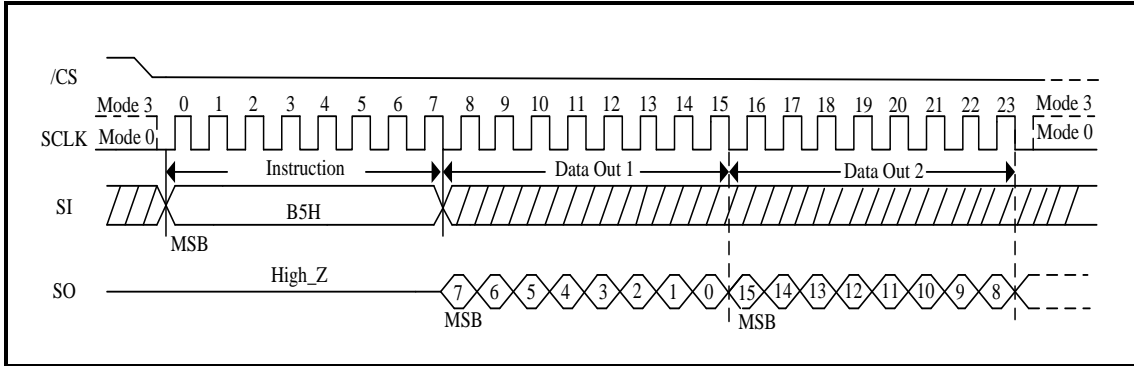 /CS
Mode 3 0 1 2 3 4 5 6 7 8 9 10 11 12 13 14 15 16 17 18 19 20 21 22 23 Mode 3
SCLK Mode 0 Mode 0
Instruction Data Out 1 Data Out 2
SI B5H
MSB
High_Z
SO 7 6 5 4 3 2 1 0 15 14 13 12 11 10 9 8
MSB MSB